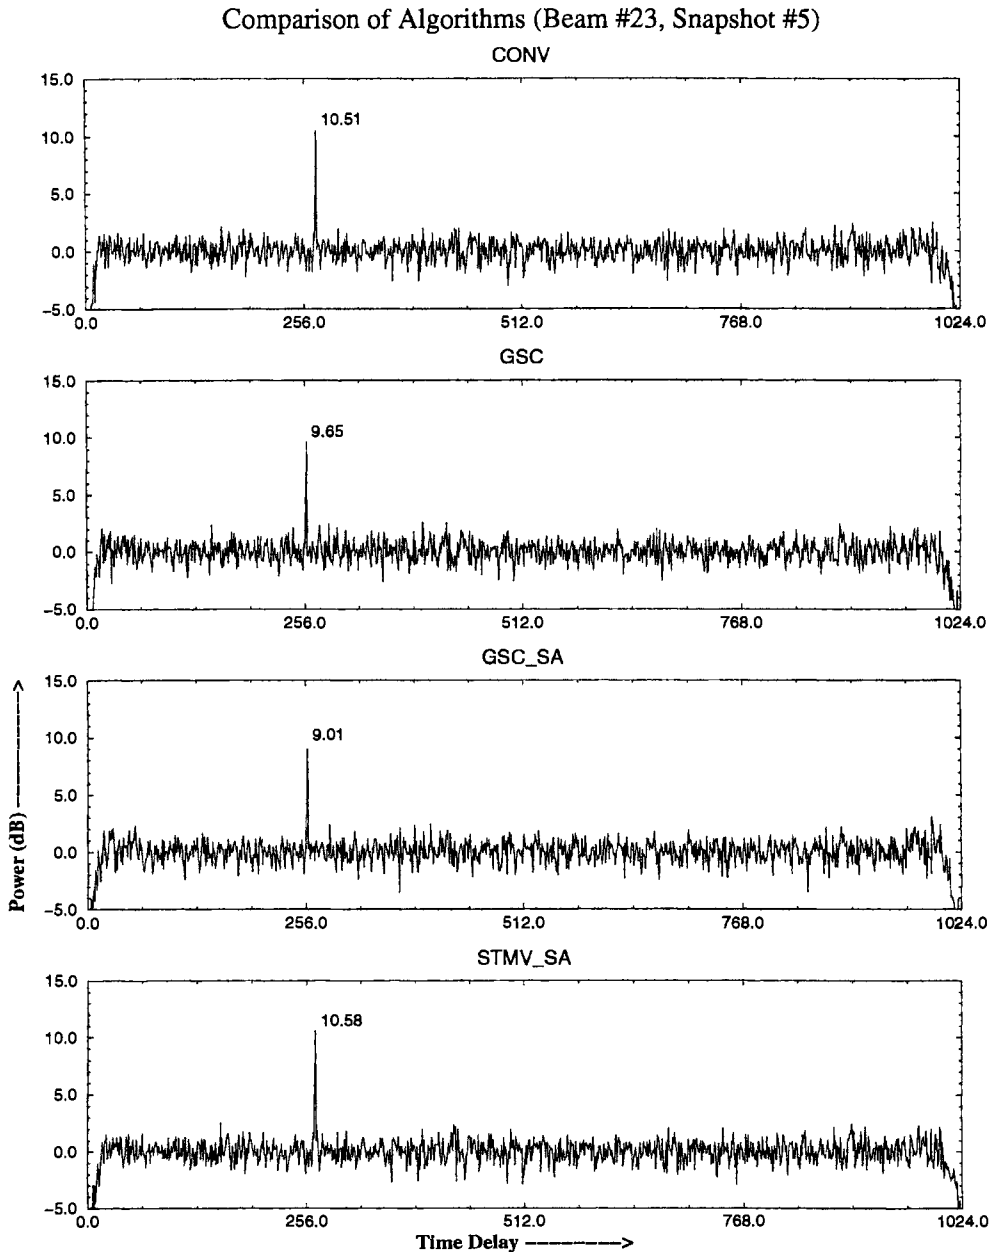 Comparison of Algorithms (Beam #23, Snapshot #5)
CONV
15.0
10.51
10.0
5.0
0.0
−5.0
0.0 256.0 512.0 768.0 1024.0
GSC
15.0
9.65
10.0
5.0
0.0
−5.0
0.0 256.0 512.0 768.0 1024.0
GSC_SA
15.0
9.01
10.0
5.0
0.0
−5.0
0.0 256.0 512.0 768.0 1024.0
Power (dB) ---------->
STMV_SA
15.0
10.58
10.0
5.0
0.0
−5.0
0.0 256.0 512.0 768.0 1024.0
Time Delay ---------->